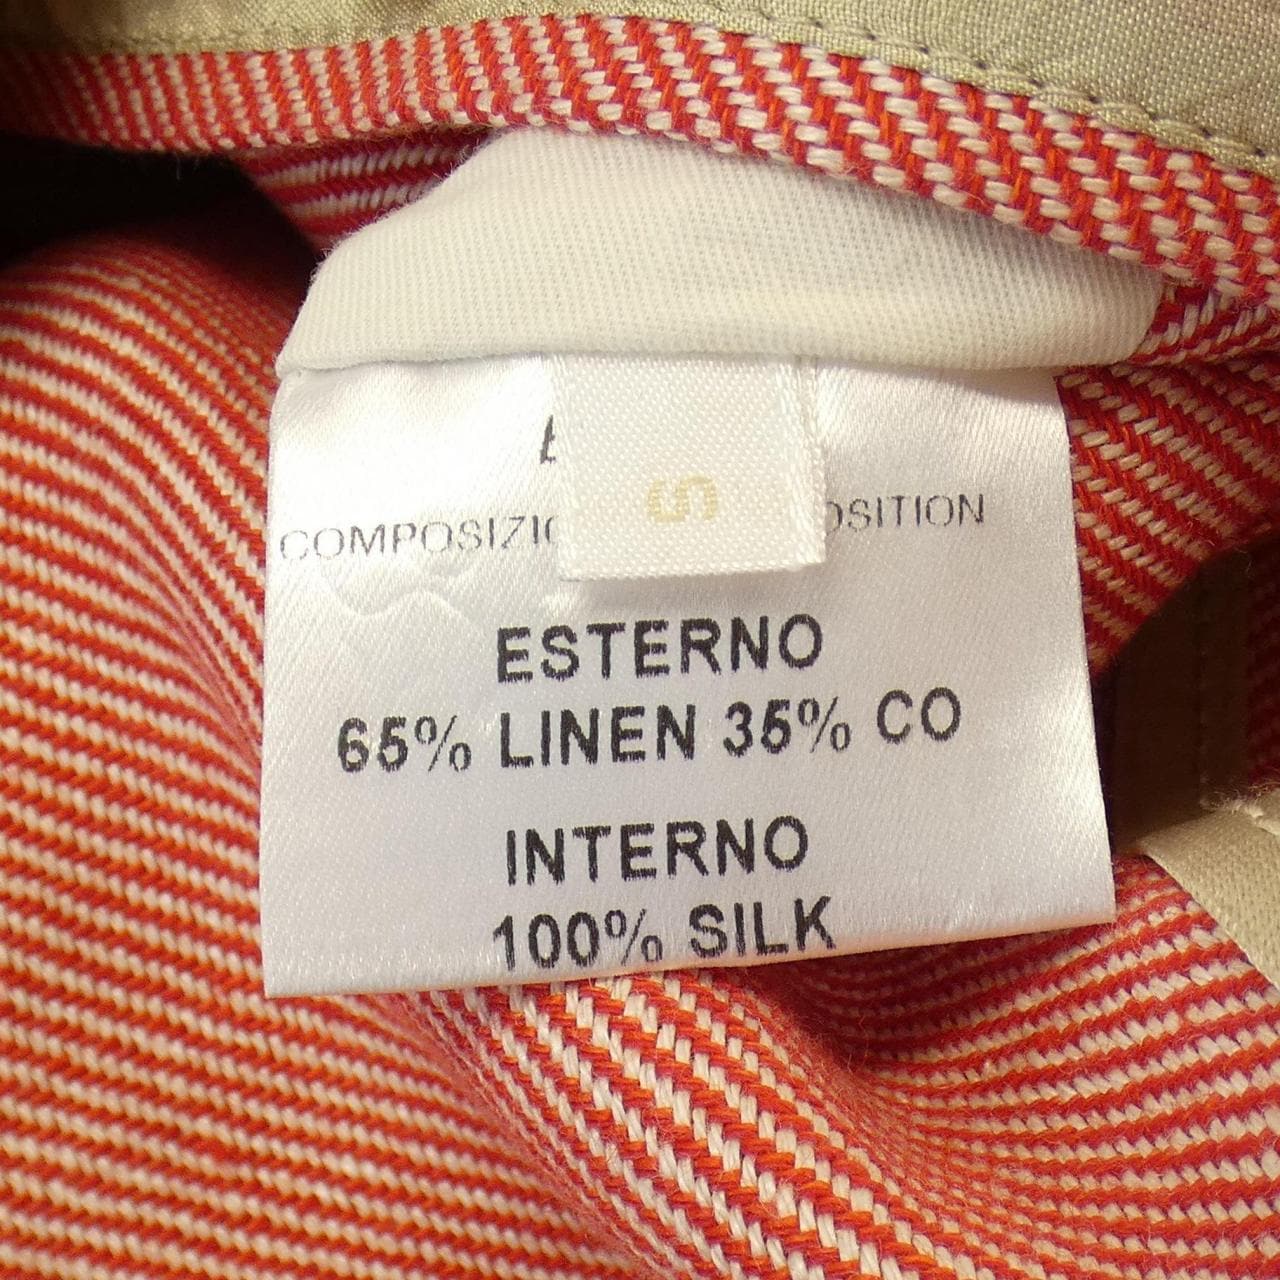 S
COMPOSIZIO OSITION
ESTERNO
65% LINEN 35% CO
INTERNO
100% SILK